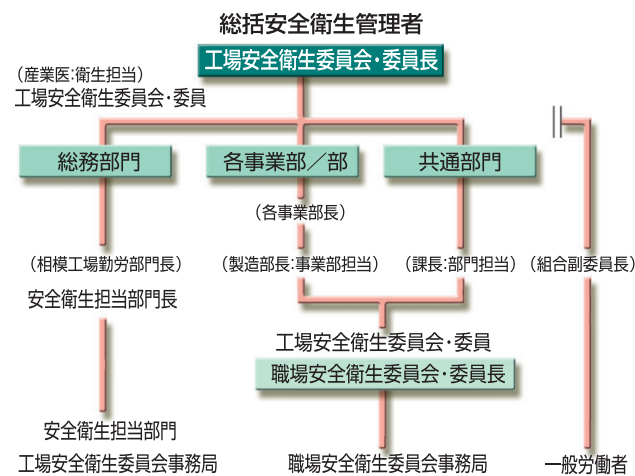 総括安全衛生管理者
工場安全衛生委員会・委員長
（産業医：衛生担当）
工場安全衛生委員会・委員
総務部門
各事業部／部
共通部門
（各事業部長）
（相模工場勤労部門長）
（製造部長：事業部担当）
（課長：部門担当）
（組合副委員長）
安全衛生担当部門長
工場安全衛生委員会・委員
職場安全衛生委員会・委員長
安全衛生担当部門
工場安全衛生委員会事務局
職場安全衛生委員会事務局
一般労働者